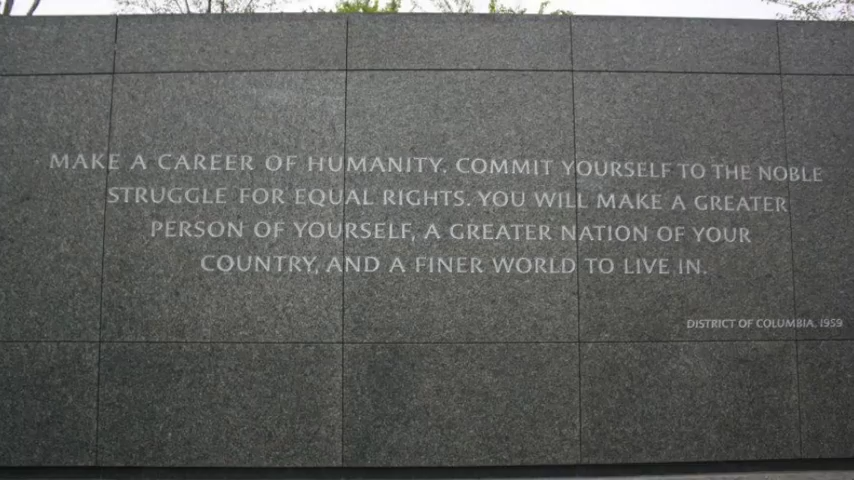 MAKE A CAREER OF HUMANITY. COMMIT YOURSELF TO THE NOBLE
STRUGGLE FOR EQUAL RIGHTS. YOU WILL MAKE A GREATER
PERSON OF YOURSELF, A GREATER NATION OF YOUR
COUNTRY, AND A FINER WORLD TO LIVE IN.
DISTRICT OF COLUMBIA, 1959